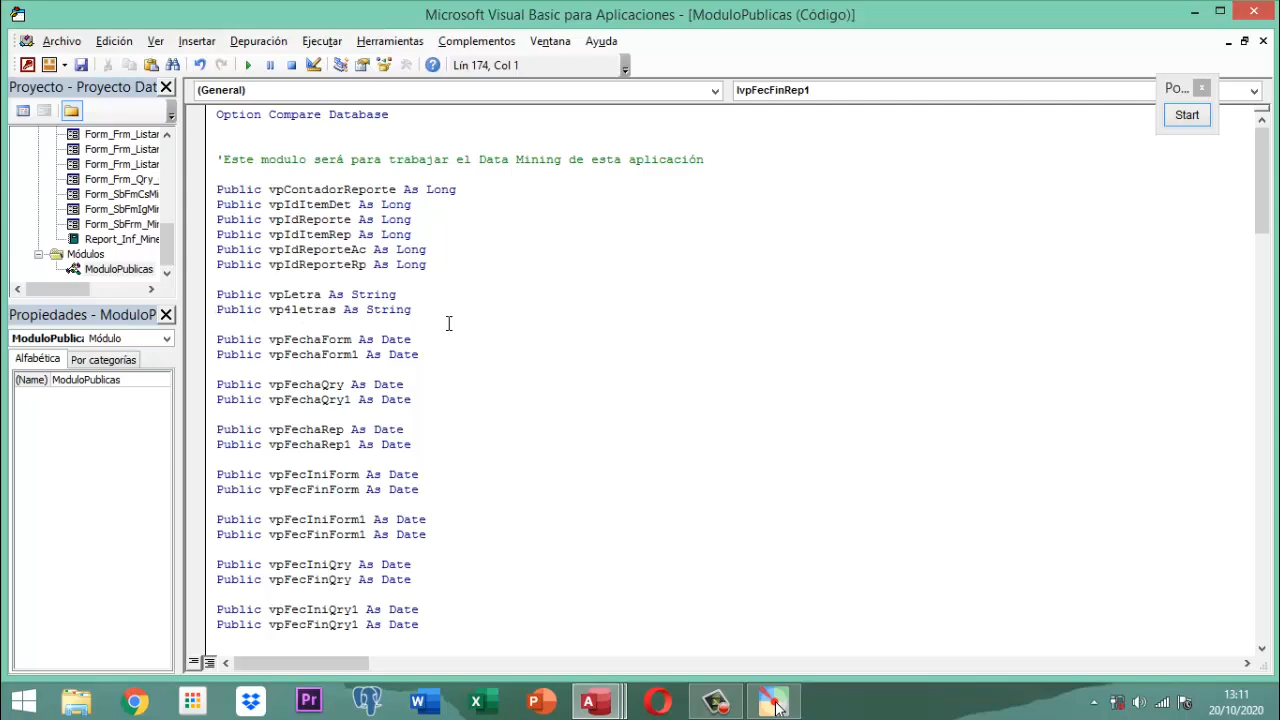 Microsoft Visual Basic para Aplicaciones - [ModuloPublicas (Código)]
Archivo Edición Ver Insertar Depuración Ejecutar Herramientas Complementos Ventana Ayuda
Lín 174, Col 1
Proyecto - Proyecto Dat
(General)
lvpFecFinRep1
Po...
Start
Form_Frm_Listar
Form_Frm_Listar
Form_Frm_Listar
Form_Frm_Qry_
Form_SbFmCsMi
Form_SbFmIgMin
Form_SbFrm_Mi
Report_Inf_Mine
Módulos
ModuloPublicas
Propiedades - ModuloP
ModuloPublica Módulo
Alfabética Por categorías
(Name) ModuloPublicas
Option Compare Database
'Este modulo será para trabajar el Data Mining de esta aplicación
Public vpContadorReporte As Long
Public vpIdItemDet As Long
Public vpIdReporte As Long
Public vpIdItemRep As Long
Public vpIdReporteAc As Long
Public vpIdReporteRp As Long
Public vpLetra As String
Public vp4letras As String
Public vpFechaForm As Date
Public vpFechaForm1 As Date
Public vpFechaQry As Date
Public vpFechaQry1 As Date
Public vpFechaRep As Date
Public vpFechaRep1 As Date
Public vpFecIniForm As Date
Public vpFecFinForm As Date
Public vpFecIniForm1 As Date
Public vpFecFinForm1 As Date
Public vpFecIniQry As Date
Public vpFecFinQry As Date
Public vpFecIniQry1 As Date
Public vpFecFinQry1 As Date
Pr
13:11
20/10/2020